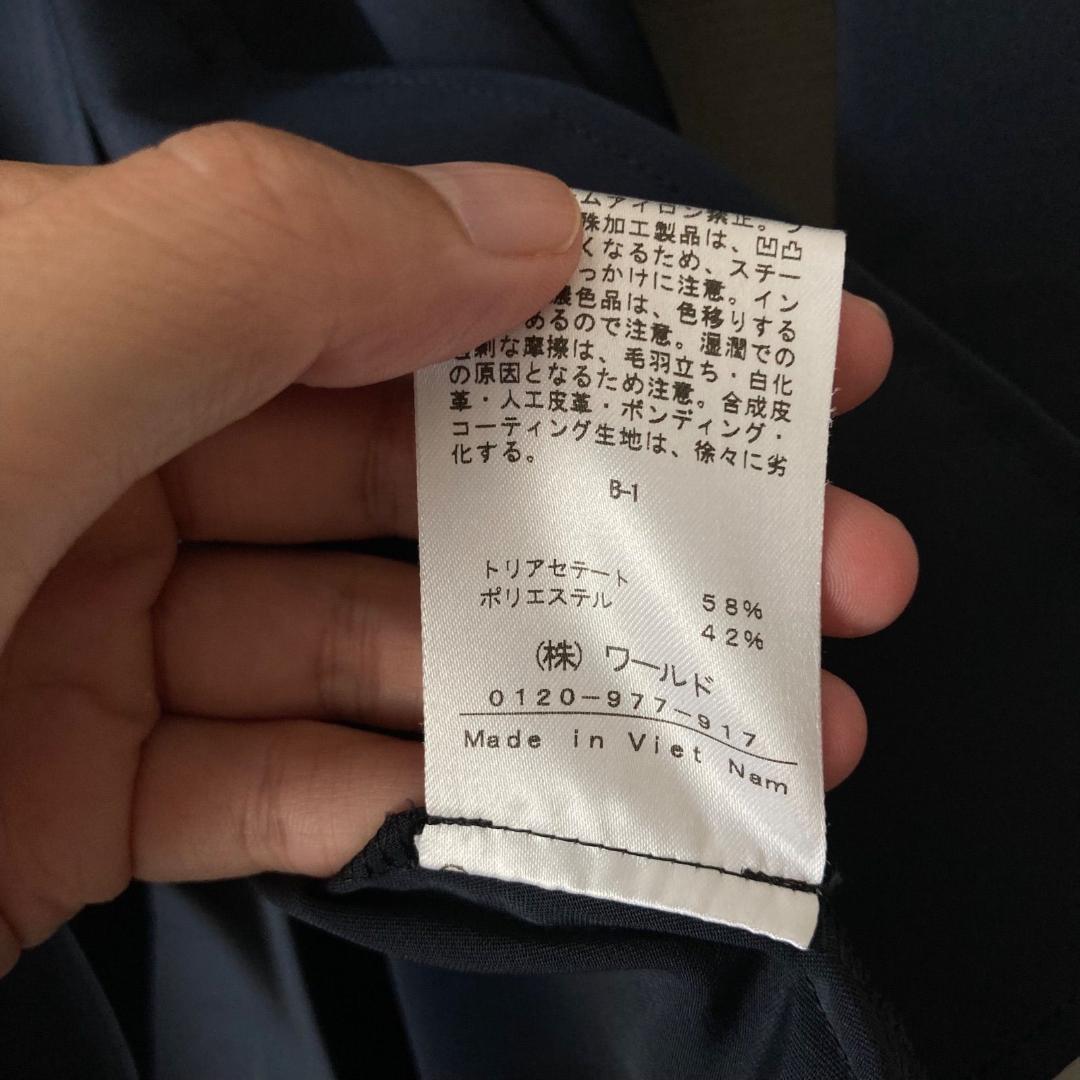 ムアイロン禁止。プ
殊加工製品は、凹凸
くなるため、スチー
っかけに注意。イン
濃色品は、色移りする
あるので注意。湿潤での
過剰な摩擦は、毛羽立ち・白化
の原因となるため注意。合成皮
革・人工皮革・ボンディング・
コーティング生地は、徐々に劣
化する。
B-1
トリアセテート 58%
ポリエステル 42%
(株) ワールド
0120-977-917
Made in Viet Nam